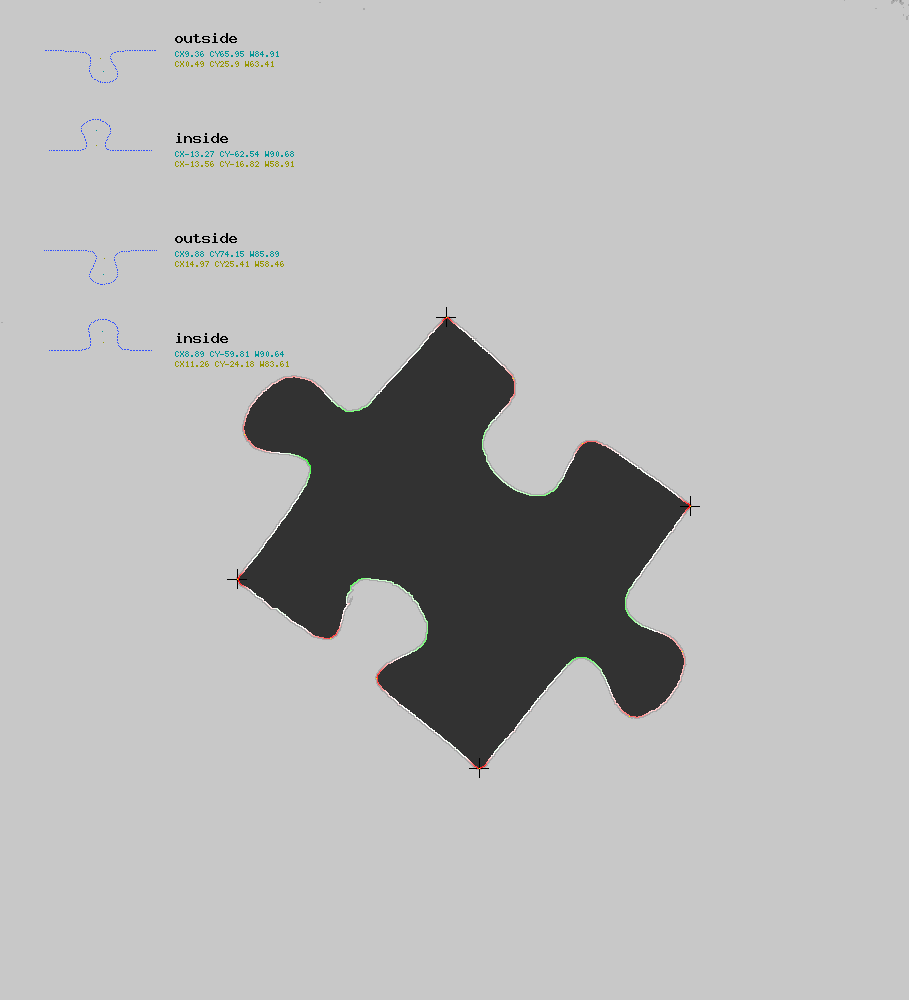 outside
CX9.36 CY65.95 W84.91
CX0.49 CY25.9 W63.41
inside
CX-13.27 CY-62.54 W90.68
CX-13.56 CY-16.82 W58.91
outside
CX9.88 CY74.15 W85.89
CX14.97 CY25.41 W58.46
inside
CX8.89 CY-59.81 W90.64
CX11.26 CY-24.18 W83.61